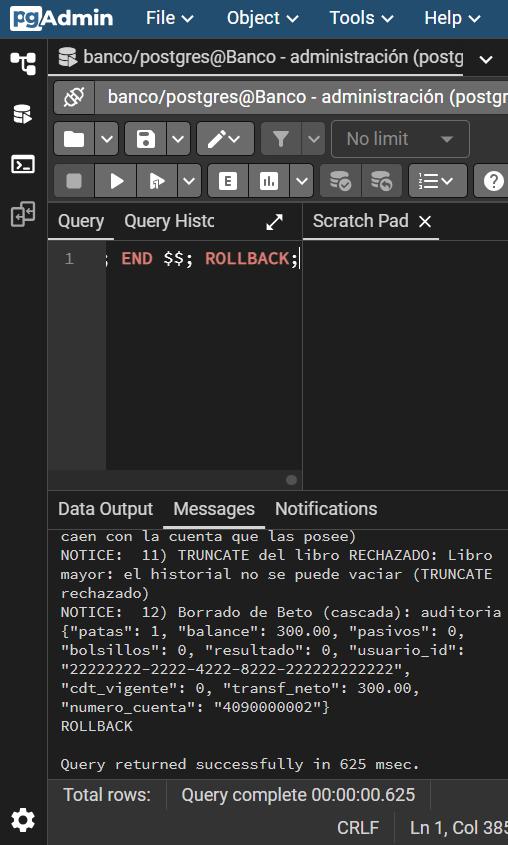 pgAdmin File Object Tools Help
banco/postgres@Banco - administración (postg
banco/postgres@Banco - administración (postgr
No limit
E
Query Query Histo Scratch Pad
1 ; END $$; ROLLBACK;
Data Output Messages Notifications
caen con la cuenta que las posee)
NOTICE:  11) TRUNCATE del libro RECHAZADO: Libro
mayor: el historial no se puede vaciar (TRUNCATE
rechazado)
NOTICE:  12) Borrado de Beto (cascada): auditoria
{"patas": 1, "balance": 300.00, "pasivos": 0,
"bolsillos": 0, "resultado": 0, "usuario_id":
"22222222-2222-4222-8222-222222222222",
"cdt_vigente": 0, "transf_neto": 300.00,
"numero_cuenta": "4090000002"}
ROLLBACK
Query returned successfully in 625 msec.
Total rows: Query complete 00:00:00.625
CRLF Ln 1, Col 385